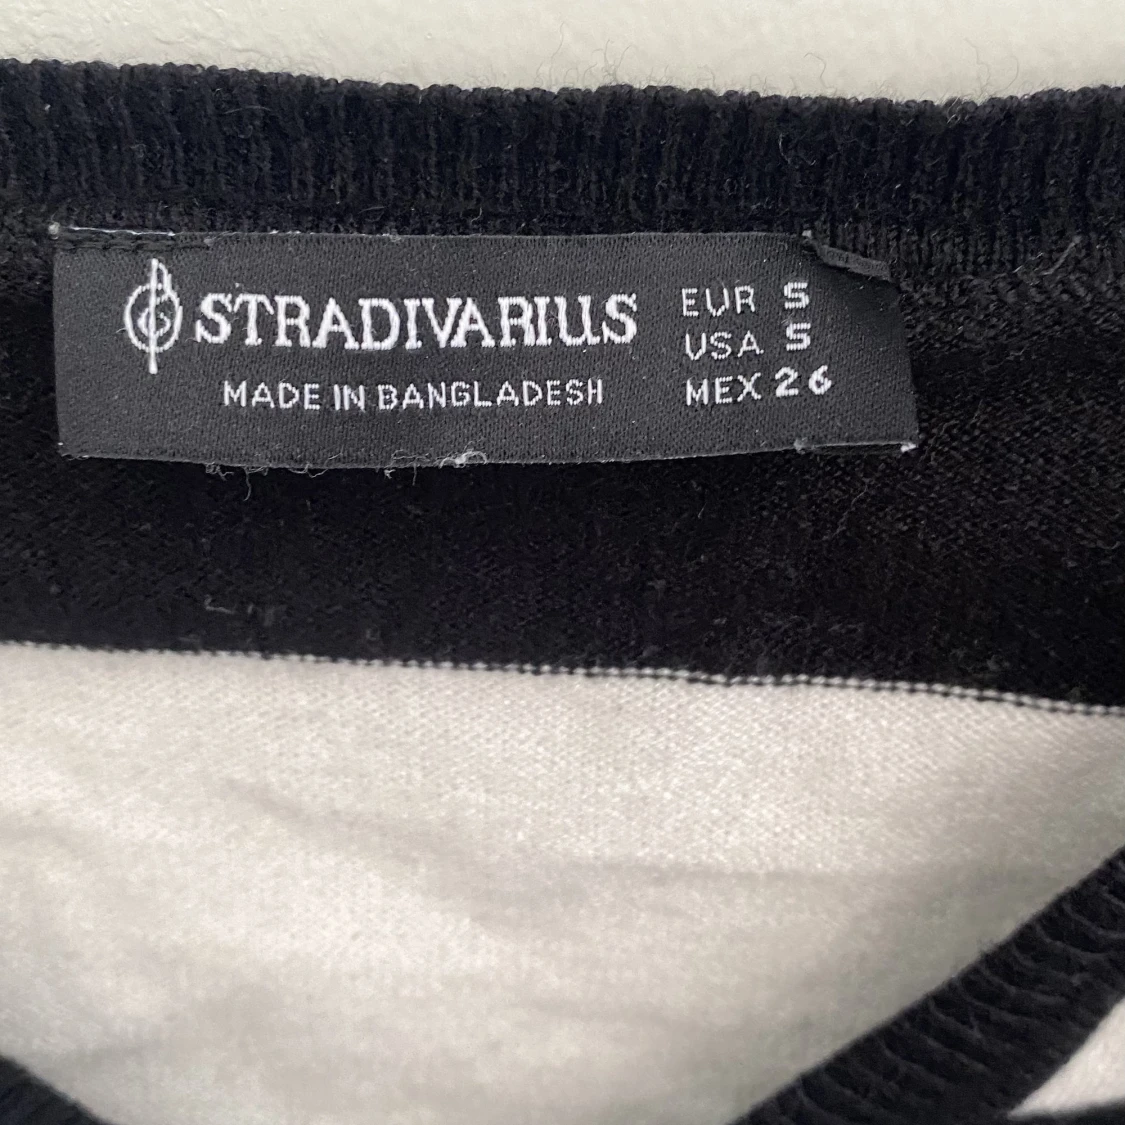 STRADIVARIUS
MADE IN BANGLADESH
EUR S
USA S
MEX 26